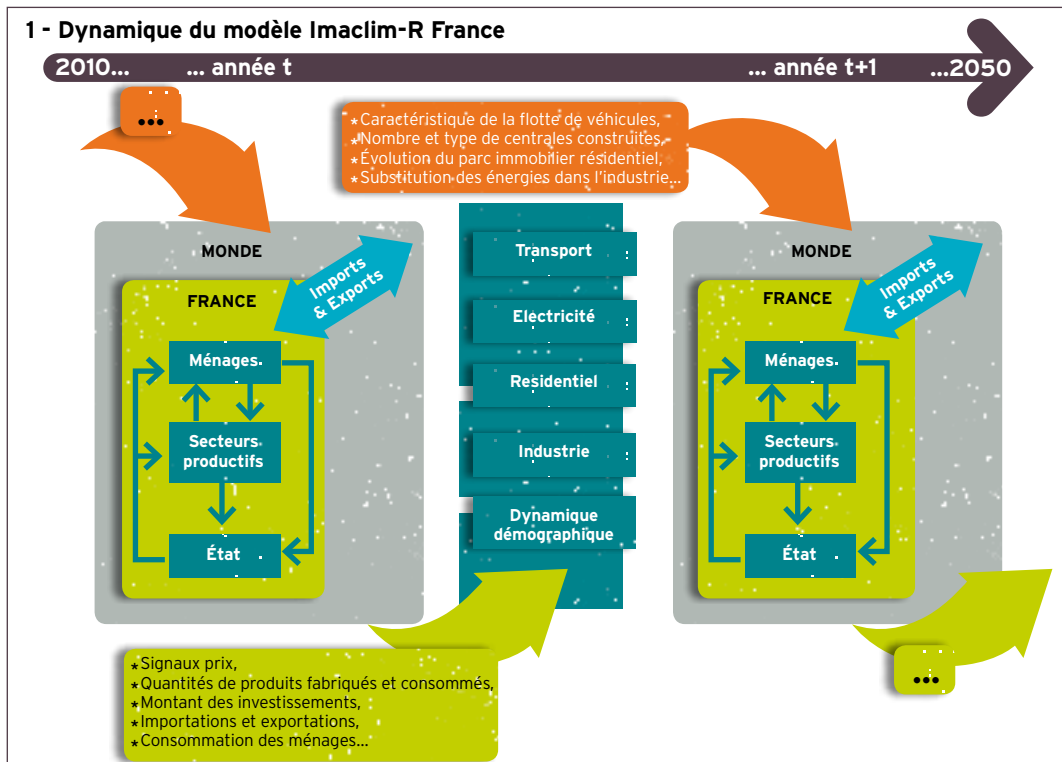 1 - Dynamique du modèle Imaclim-R France
2010... ... année t ... année t+1 ...2050
...
*Caractéristique de la flotte de véhicules,
*Nombre et type de centrales construites,
*Évolution du parc immobilier résidentiel,
*Substitution des énergies dans l'industrie...
MONDE
Imports
& Exports
FRANCE
Ménages
Secteurs
productifs
État
Transport
Electricité
Residentiel
Industrie
Dynamique
démographique
MONDE
Imports
& Exports
FRANCE
Ménages
Secteurs
productifs
État
*Signaux prix,
*Quantités de produits fabriqués et consommés,
*Montant des investissements,
*Importations et exportations,
*Consommation des ménages...
...